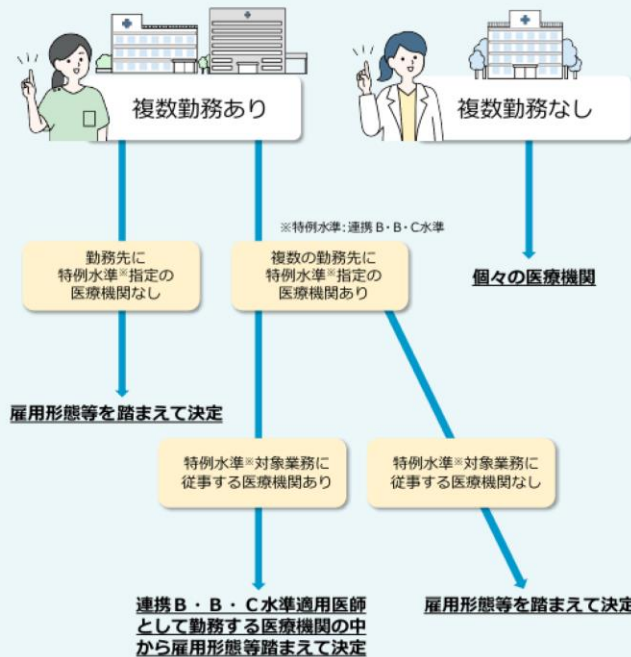 複数勤務あり
複数勤務なし
※特例水準：連携B・B・C水準
勤務先に
特例水準※指定の
医療機関なし
複数の勤務先に
特例水準※指定の
医療機関あり
個々の医療機関
雇用形態等を踏まえて決定
特例水準※対象業務に
従事する医療機関あり
特例水準※対象業務に
従事する医療機関なし
連携B・B・C水準適用医師
として勤務する医療機関の中
から雇用形態等踏まえて決定
雇用形態等を踏まえて決定